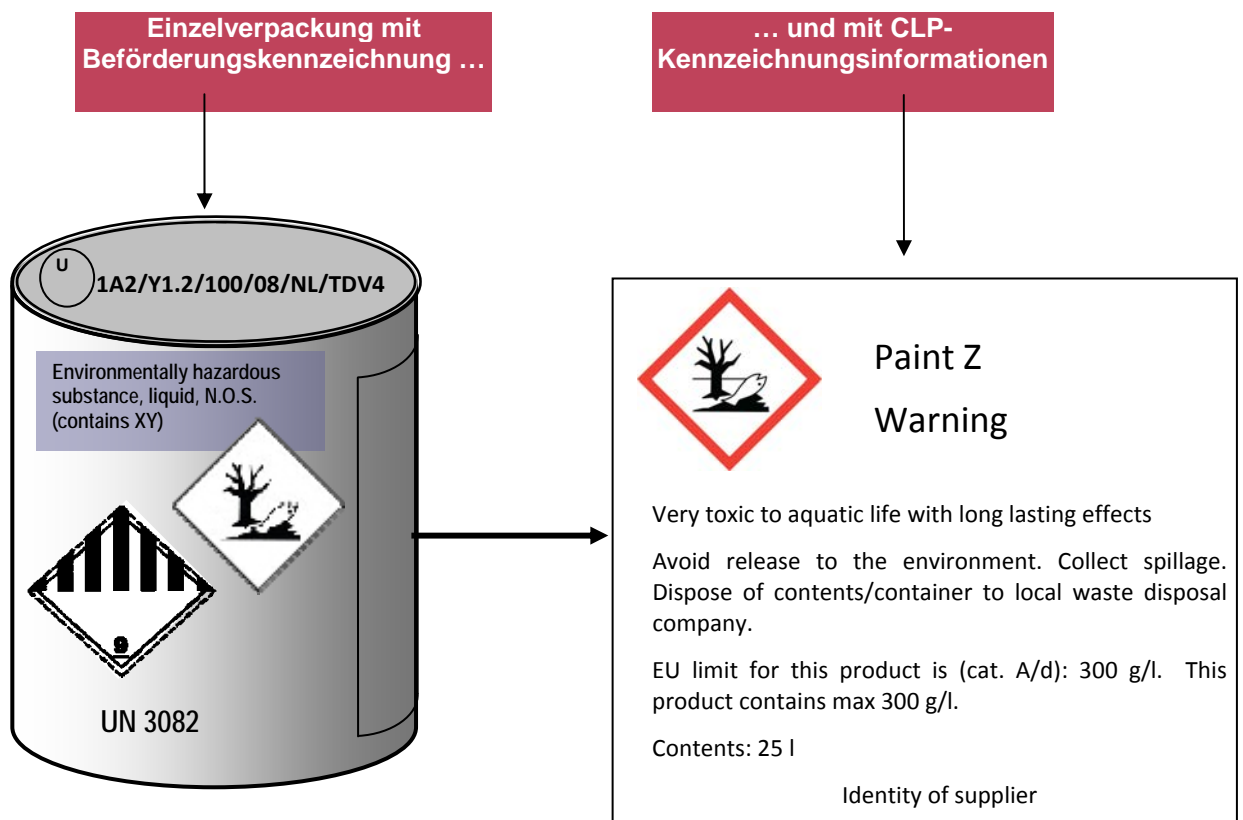 Einzelverpackung mit
Beförderungskennzeichnung …
… und mit CLP-
Kennzeichnungsinformationen
U
1A2/Y1.2/100/08/NL/TDV4
Environmentally hazardous
substance, liquid, N.O.S.
(contains XY)
9
UN 3082
Paint Z
Warning
Very toxic to aquatic life with long lasting effects
Avoid release to the environment. Collect spillage.
Dispose of contents/container to local waste disposal
company.
EU limit for this product is (cat. A/d): 300 g/l. This
product contains max 300 g/l.
Contents: 25 l
Identity of supplier